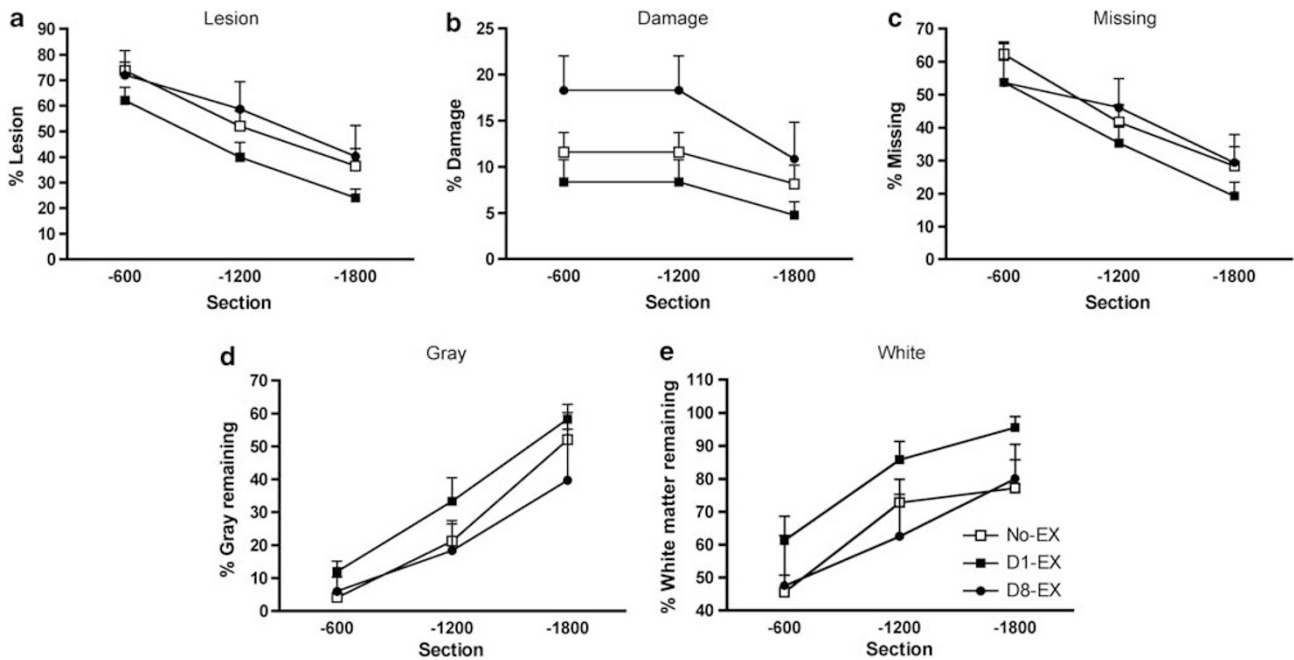 a Lesion
% Lesion
90
80
70
60
50
40
30
20
10
0
-600 -1200 -1800
Section
b Damage
% Damage
25
20
15
10
5
0
-600 -1200 -1800
Section
c Missing
% Missing
70
60
50
40
30
20
10
0
-600 -1200 -1800
Section
d Gray
% Gray remaining
70
60
50
40
30
20
10
0
-600 -1200 -1800
Section
e White
% White matter remaining
110
100
90
80
70
60
50
40
-600 -1200 -1800
Section
No-EX
D1-EX
D8-EX